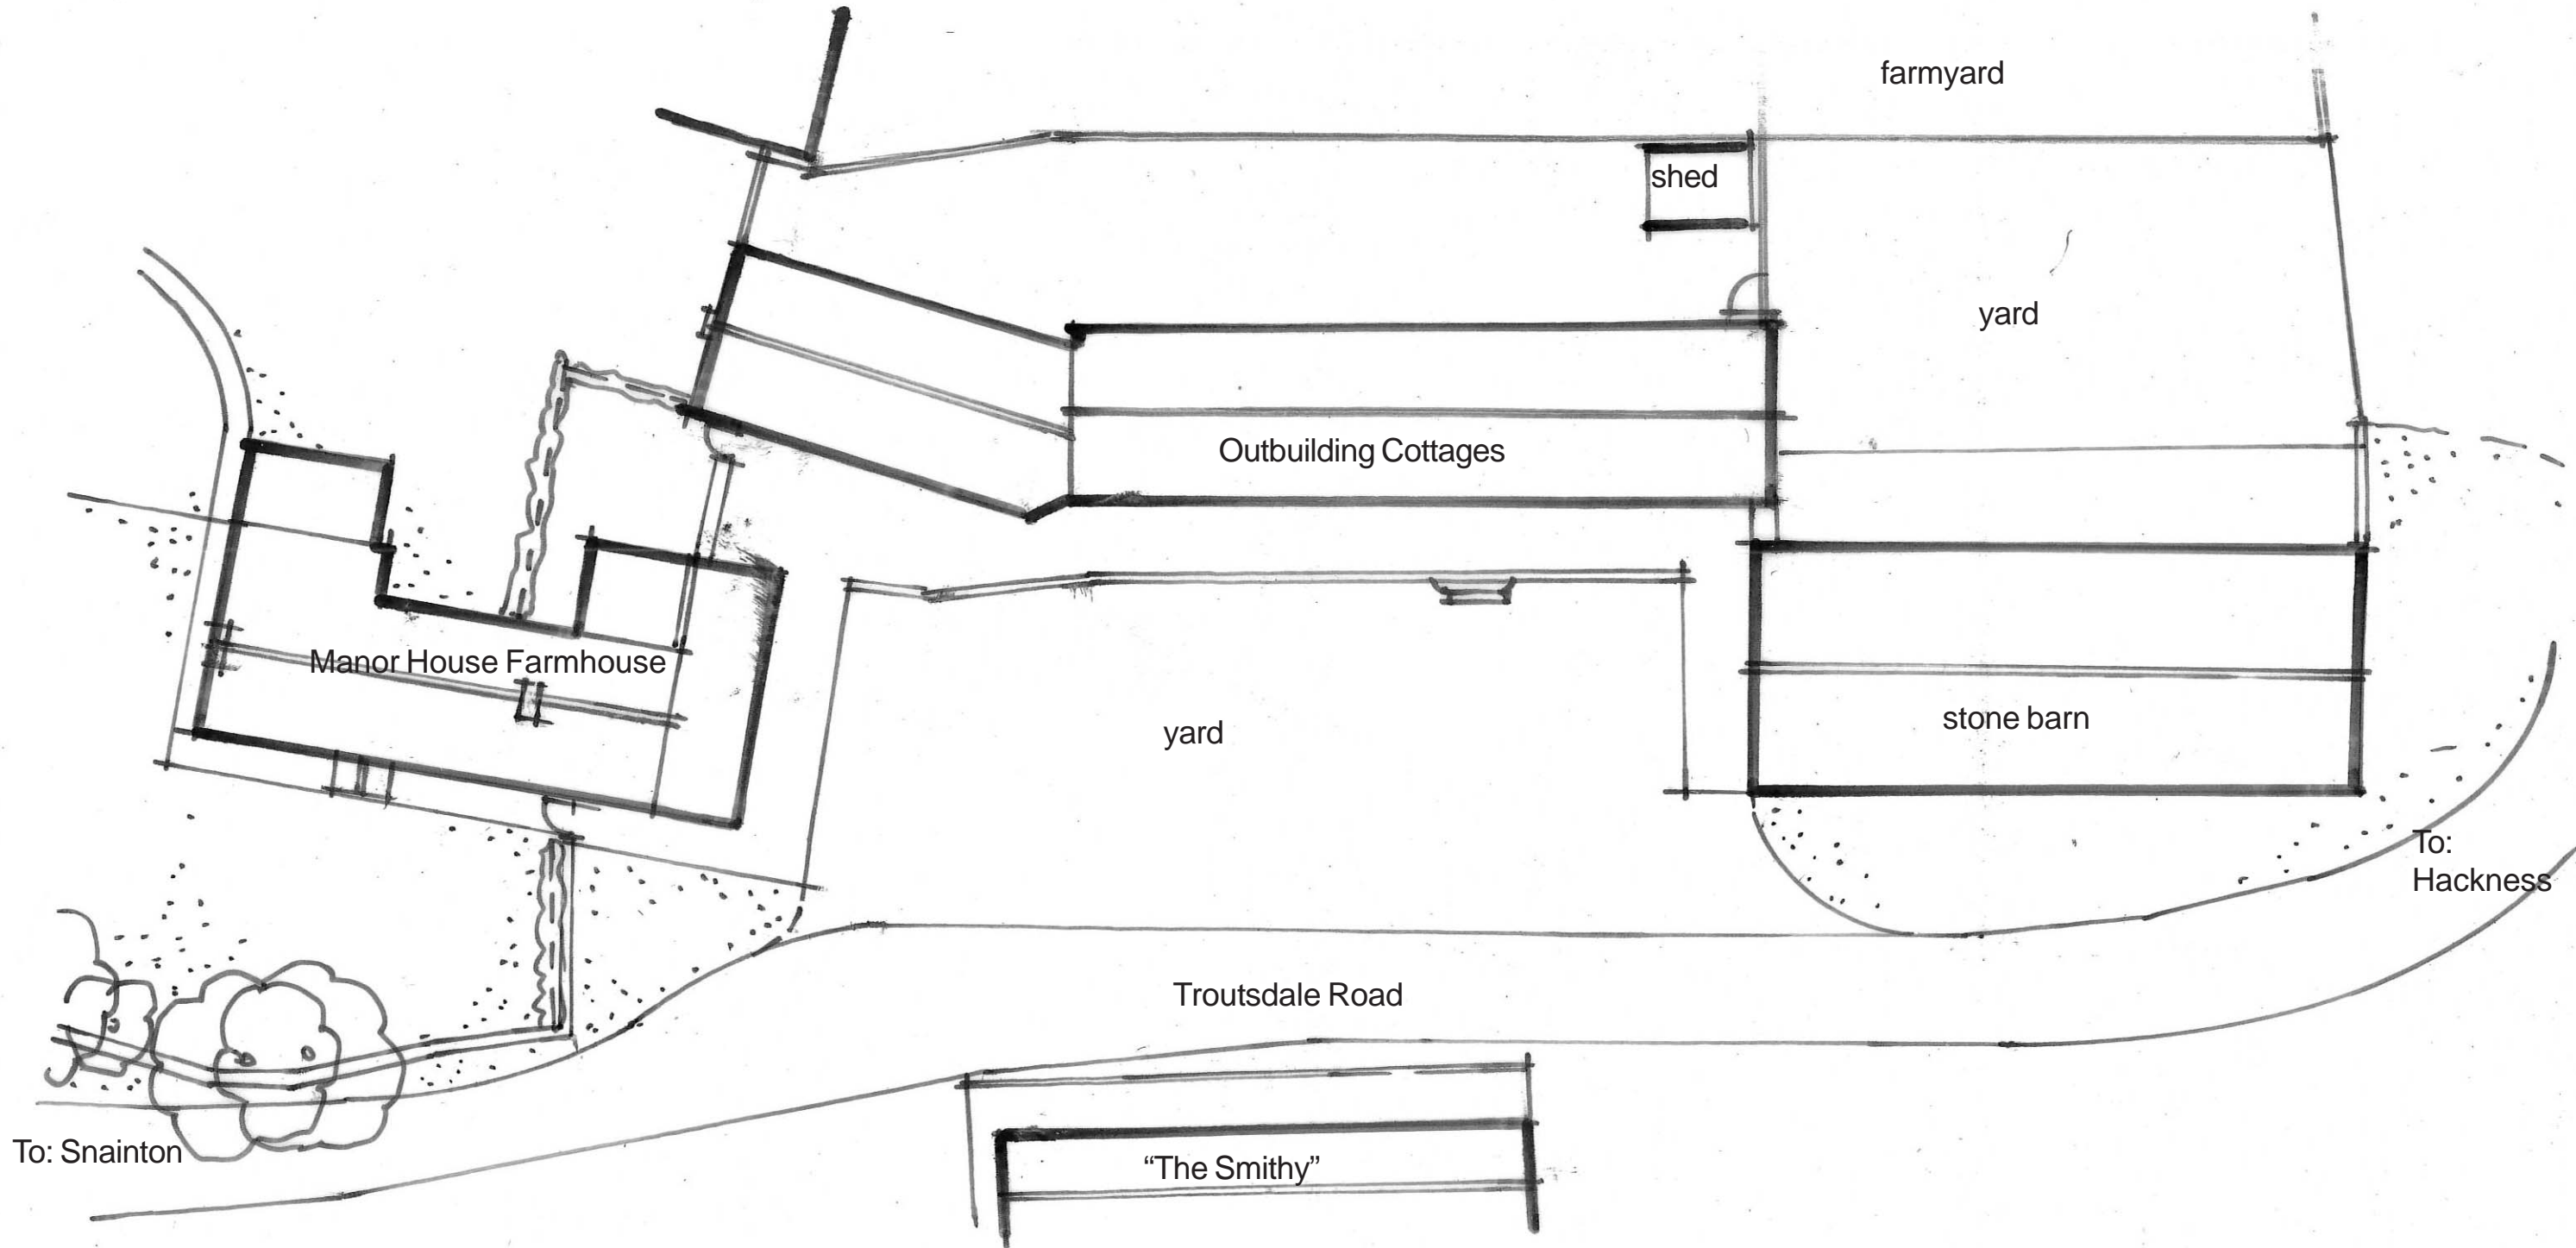 farmyard
shed
yard
Outbuilding Cottages
Manor House Farmhouse
stone barn
yard
To:
Hackness
Troutsdale Road
To: Snainton
“The Smithy”